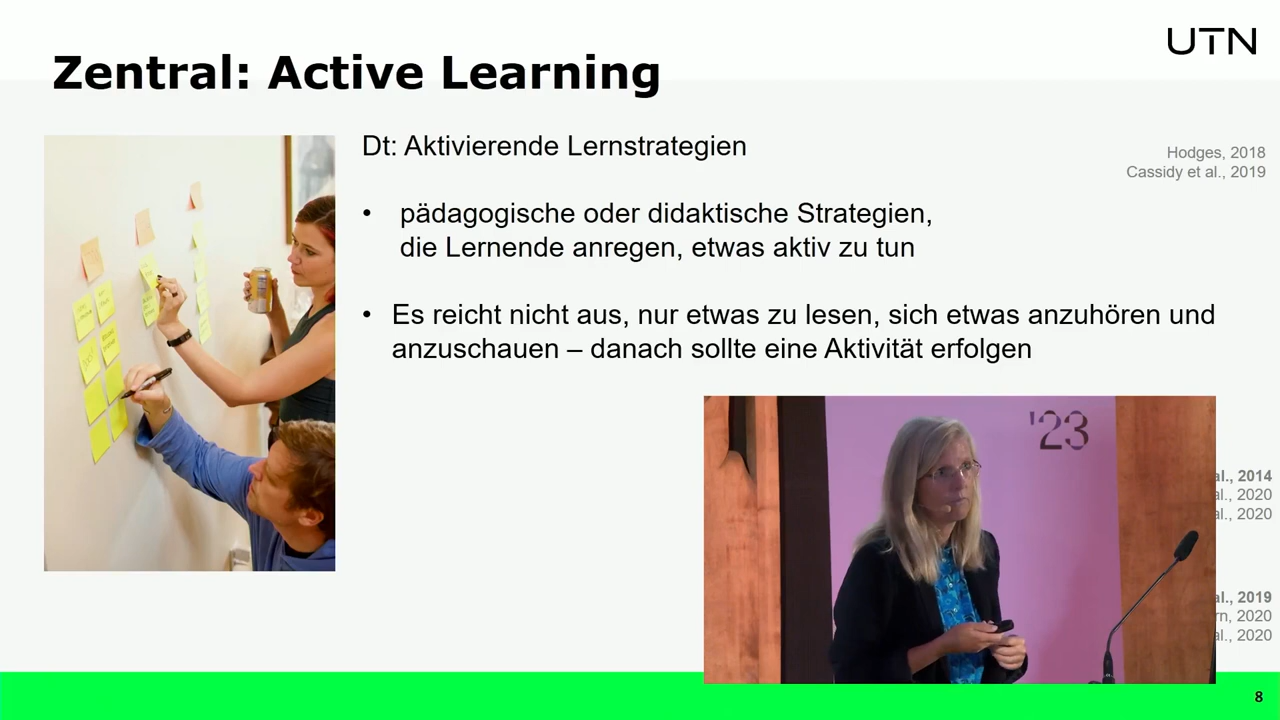 UTN
Zentral: Active Learning
Dt: Aktivierende Lernstrategien
Hodges, 2018
Cassidy et al., 2019
• pädagogische oder didaktische Strategien,
die Lernende anregen, etwas aktiv zu tun
• Es reicht nicht aus, nur etwas zu lesen, sich etwas anzuhören und
anzuschauen – danach sollte eine Aktivität erfolgen
'23
al., 2014
al., 2020
al., 2020
al., 2019
2020
al., 2020
8